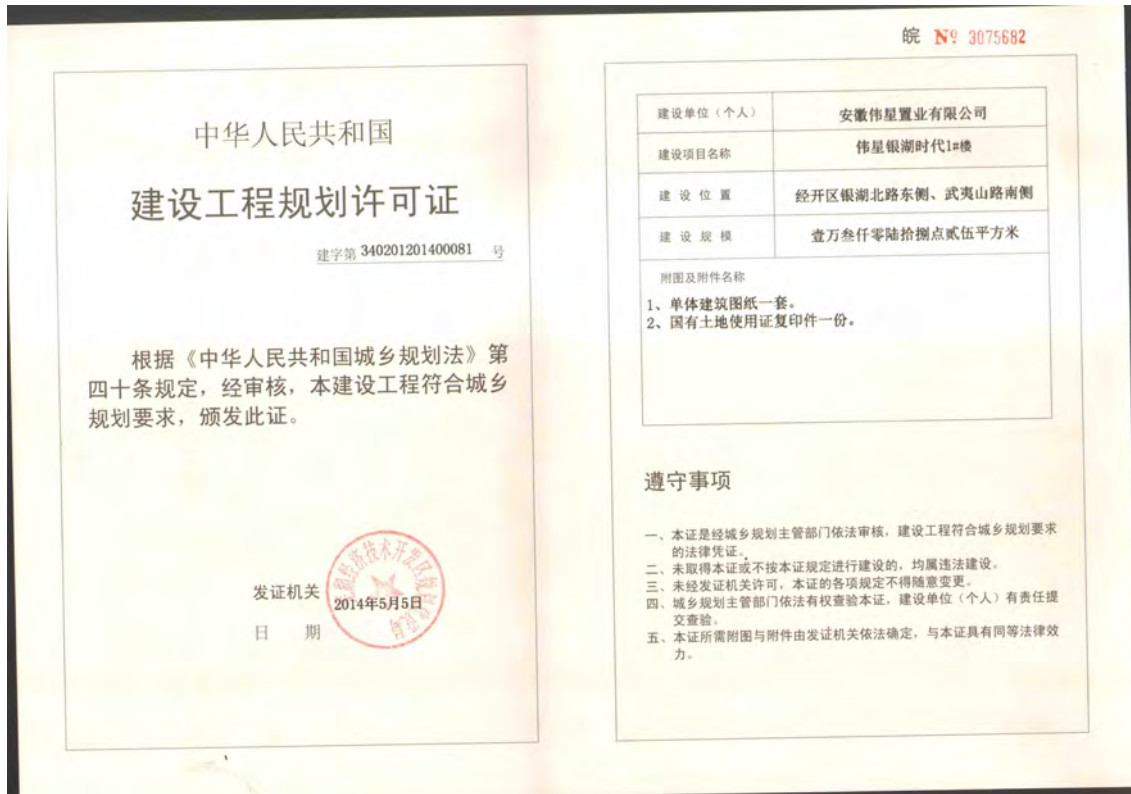 中华人民共和国
建设工程规划许可证
建字第 340201201400081 号
根据《中华人民共和国城乡规划法》第
四十条规定，经审核，本建设工程符合城乡
规划要求，颁发此证。
发证机关
2014年5月5日
日 期
皖 Nº 3075682
建设单位（个人） 安徽伟星置业有限公司
建设项目名称 伟星银湖时代1#楼
建 设 位 置 经开区银湖北路东侧、武夷山路南侧
建 设 规 模 壹万叁仟零陆拾捌点贰伍平方米
附图及附件名称
1、单体建筑图纸一套。
2、国有土地使用证复印件一份。
遵守事项
一、本证是经城乡规划主管部门依法审核，建设工程符合城乡规划要求
的法律凭证。
二、未取得本证或不按本证规定进行建设的，均属违法建设。
三、未经发证机关许可，本证的各项规定不得随意变更。
四、城乡规划主管部门依法有权查验本证，建设单位（个人）有责任提
交查验。
五、本证所需附图与附件由发证机关依法确定，与本证具有同等法律效
力。